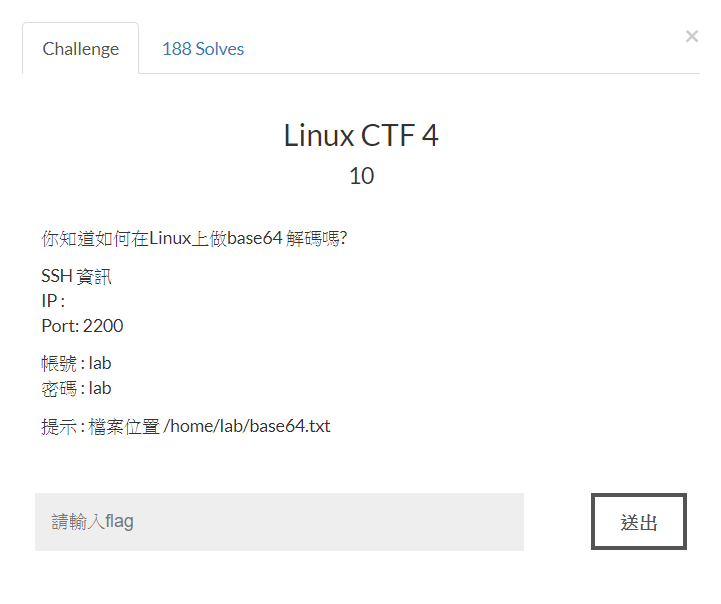 Challenge
188 Solves
×
Linux CTF 4
10
你知道如何在Linux上做base64 解碼嗎?
SSH 資訊
IP :
Port: 2200
帳號 : lab
密碼 : lab
提示 : 檔案位置 /home/lab/base64.txt
請輸入flag
送出